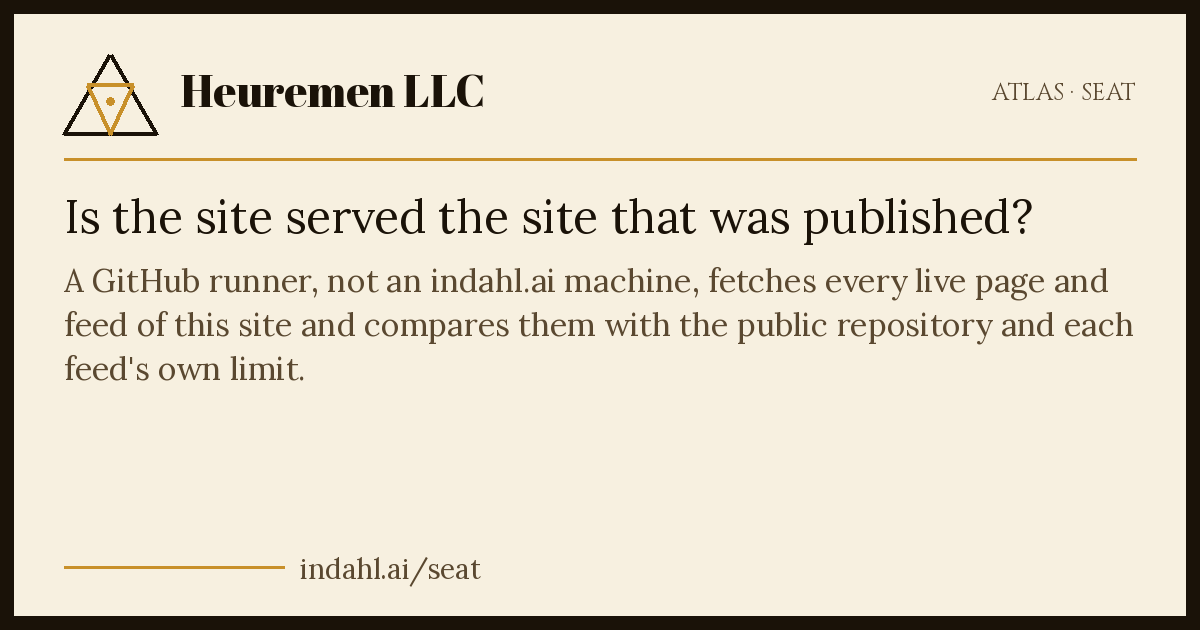 Heuremen LLC
ATLAS · SEAT
Is the site served the site that was published?
A GitHub runner, not an indahl.ai machine, fetches every live page and
feed of this site and compares them with the public repository and each
feed's own limit.
indahl.ai/seat